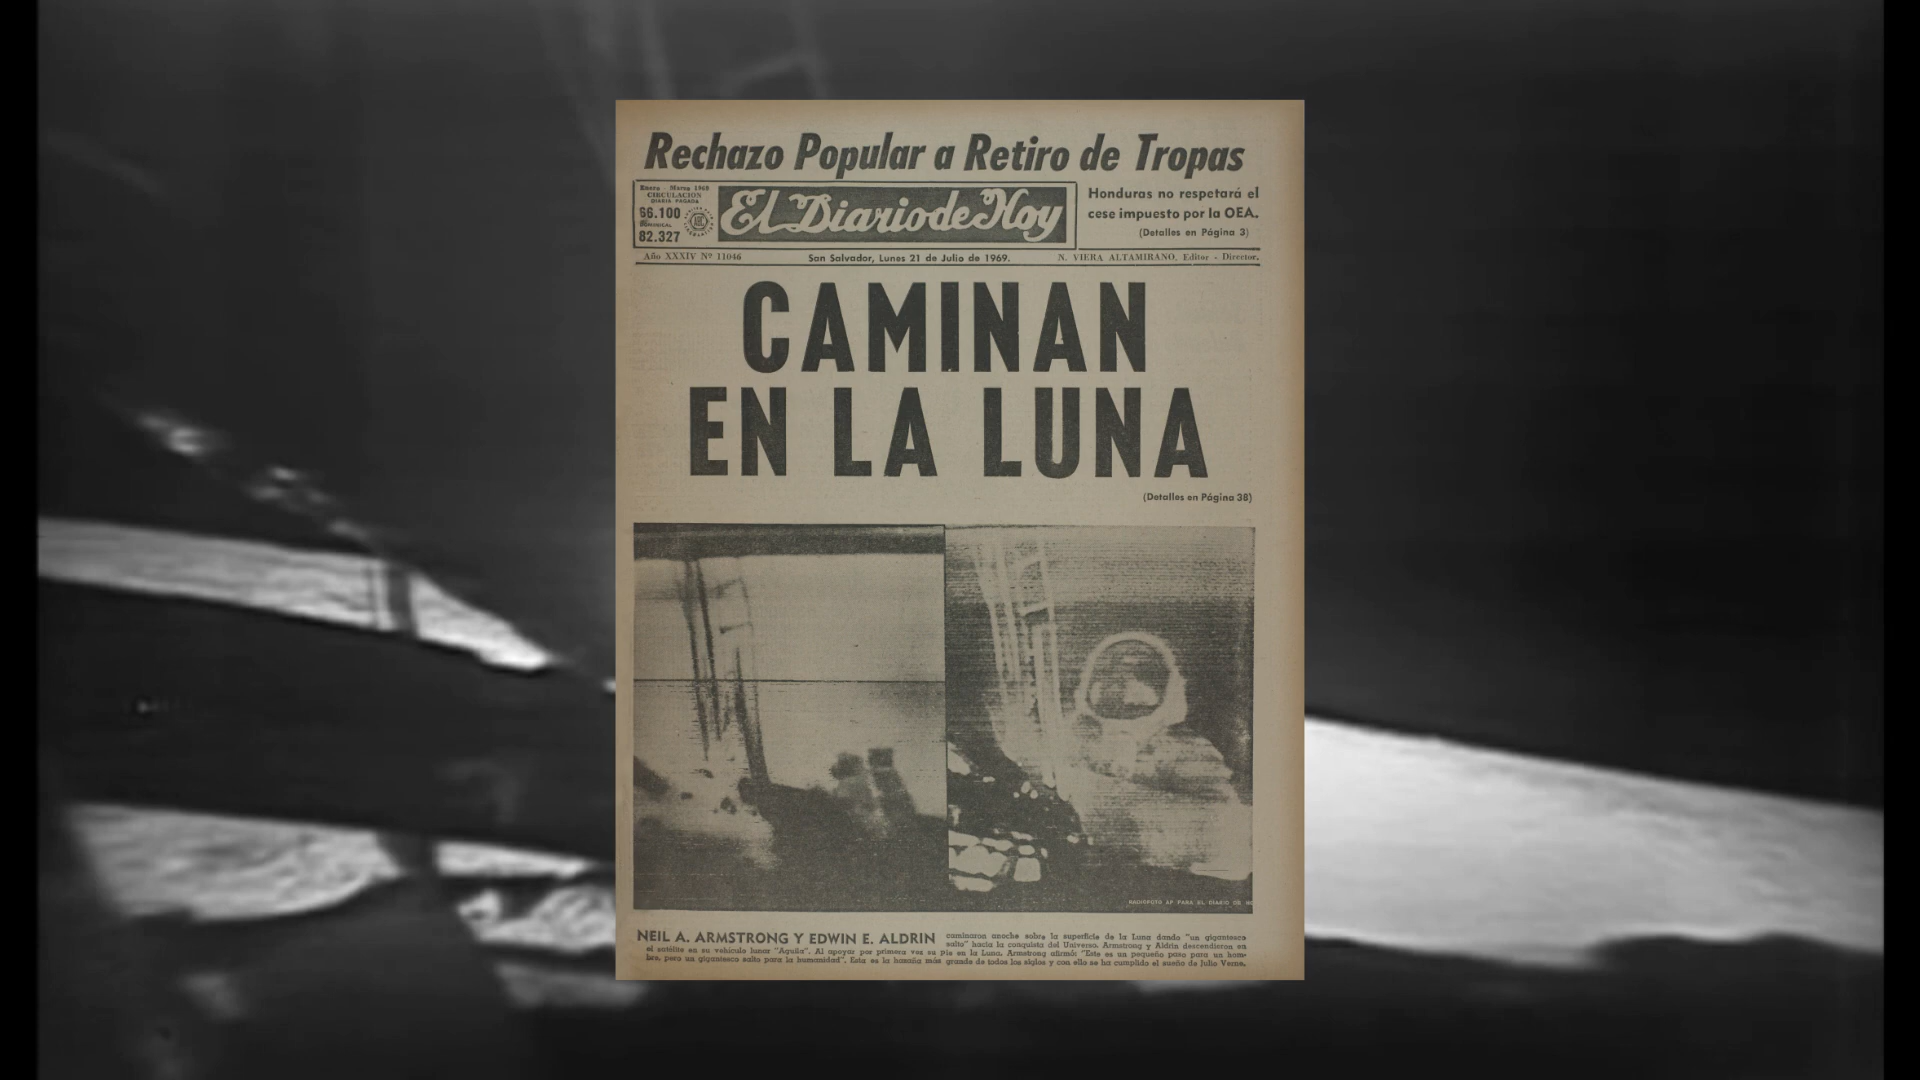 Rechazo Popular a Retiro de Tropas
Enero - Marzo 1968
CIRCULACION
DIARIA PAGADA
66.100
DOMINICAL
82.327
ABC
El Diario de Hoy
Honduras no respetará el
cese impuesto por la OEA.
(Detalles en Página 3)
Año XXXIV Nº 11046
San Salvador, Lunes 21 de Julio de 1969.
N. VIERA ALTAMIRANO, Editor - Director.
CAMINAN
EN LA LUNA
(Detalles en Página 38)
RADIOFOTO AP PARA EL DIARIO DE
NEIL A. ARMSTRONG Y EDWIN E. ALDRIN caminaron anoche sobre la superficie de la Luna dando "un gigantesco
salto" hacia la conquista del Universo. Armstrong y Aldrin descendieron en
el satélite en su vehículo lunar "Aguila". Al apoyar por primera vez su pie en la Luna, Armstrong afirmó: "Este es un pequeño paso para un hom-
bre, pero un gigantesco salto para la humanidad". Esta es la hazaña más grande de todos los siglos y con ello se ha cumplido el sueño de Julio Verne.